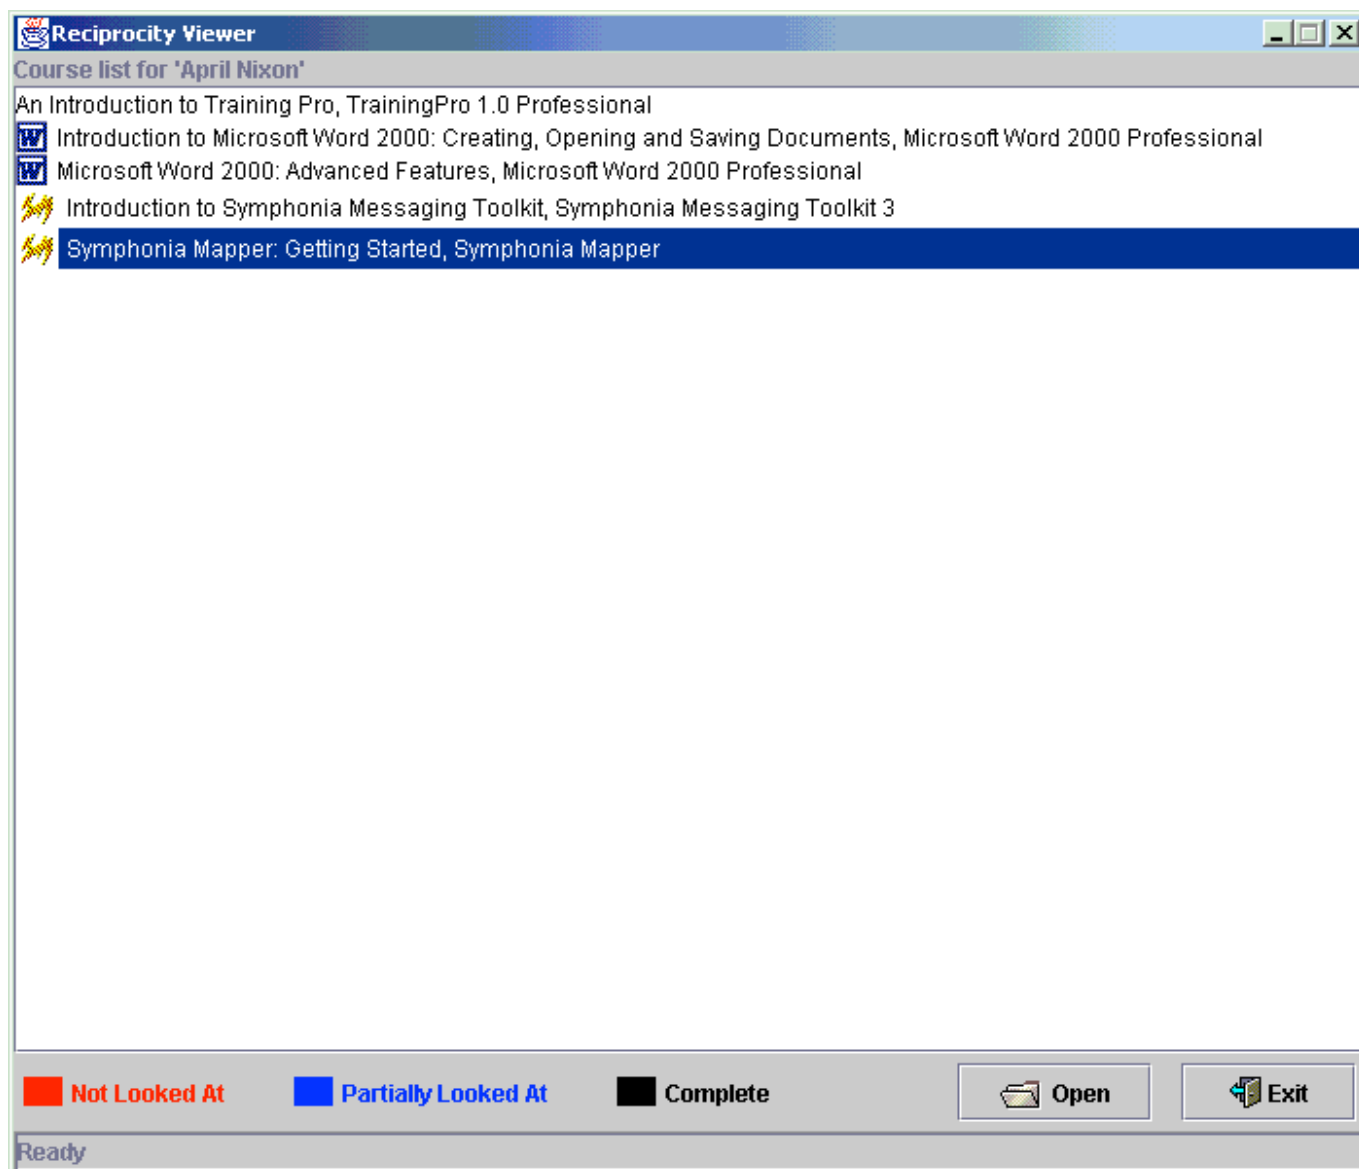 Reciprocity Viewer
Course list for 'April Nixon'
An Introduction to Training Pro, TrainingPro 1.0 Professional
W Introduction to Microsoft Word 2000: Creating, Opening and Saving Documents, Microsoft Word 2000 Professional
W Microsoft Word 2000: Advanced Features, Microsoft Word 2000 Professional
Introduction to Symphonia Messaging Toolkit, Symphonia Messaging Toolkit 3
Symphonia Mapper: Getting Started, Symphonia Mapper
Not Looked At Partially Looked At Complete Open Exit
Ready